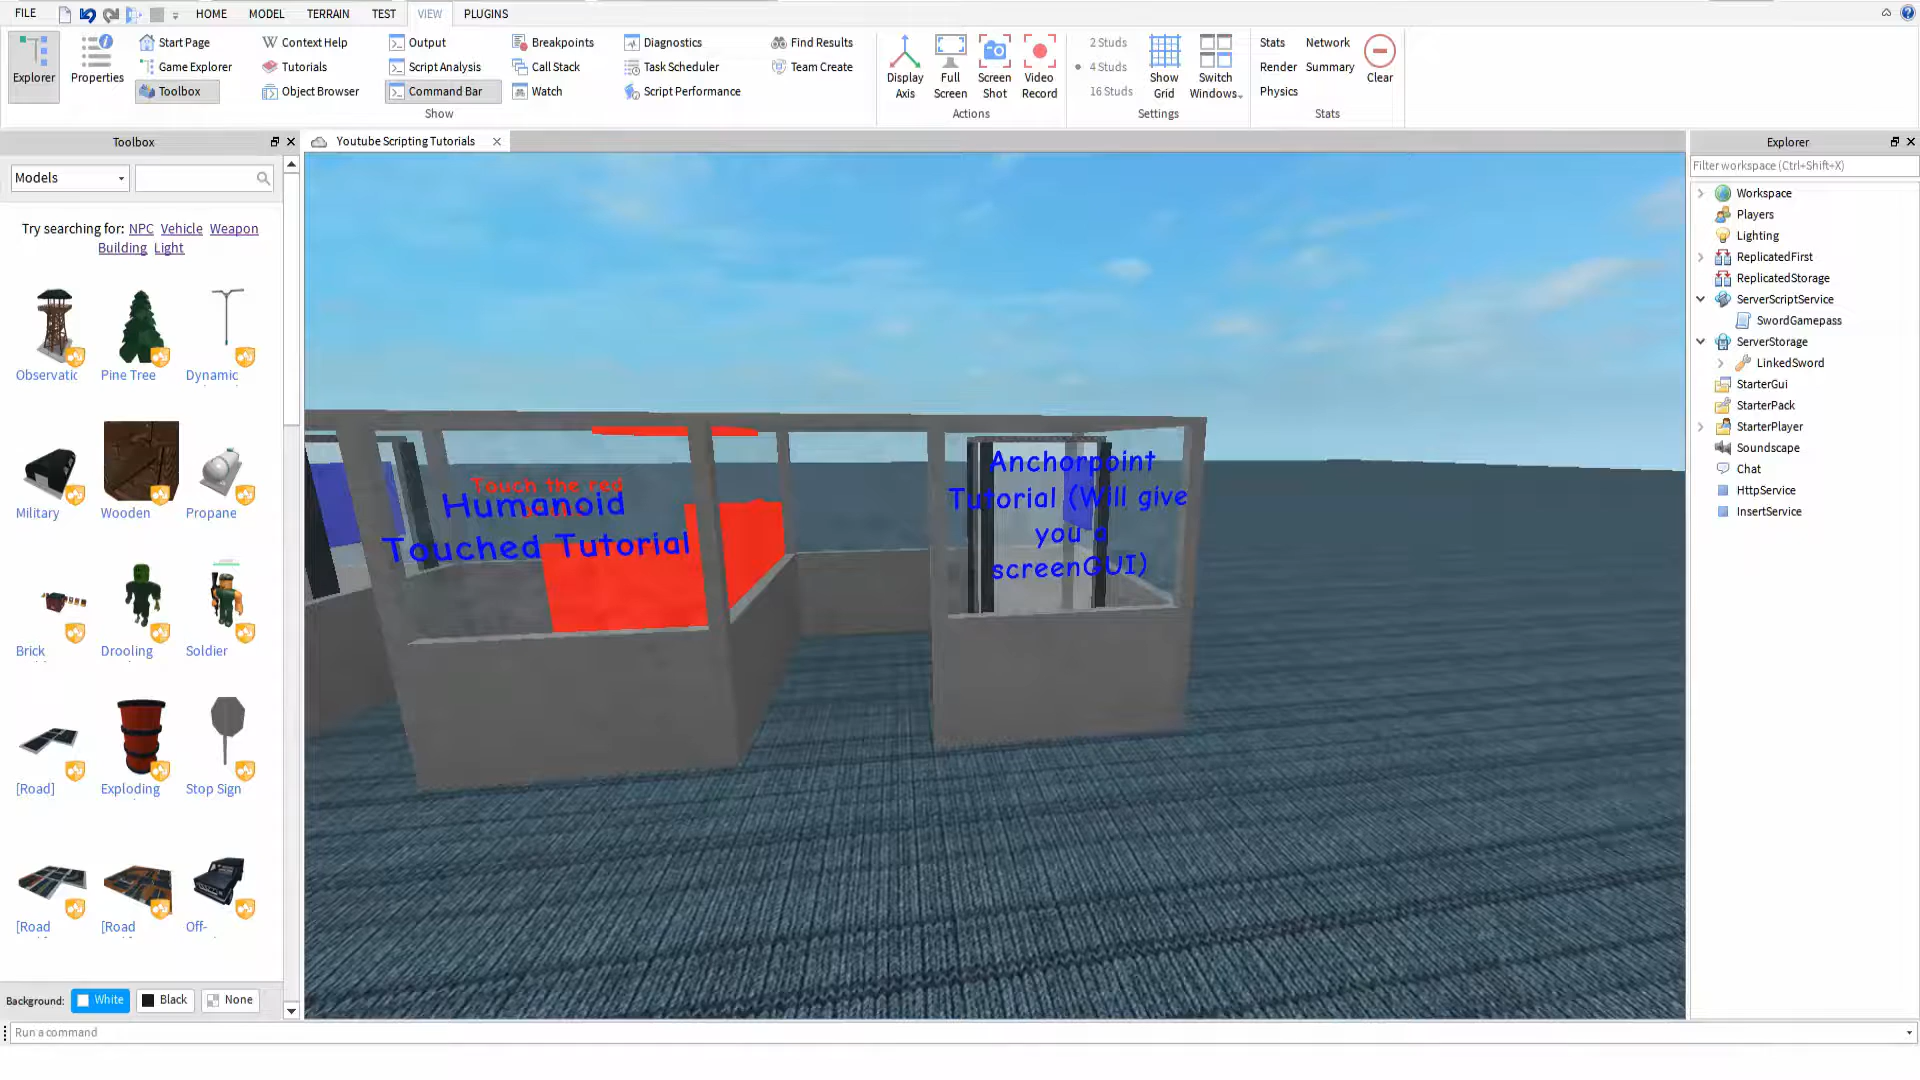 FILE HOME MODEL TERRAIN TEST VIEW PLUGINS
Explorer
Properties
Start Page
Game Explorer
Toolbox
Context Help
Tutorials
Object Browser
Output
Script Analysis
Command Bar
Breakpoints
Call Stack
Watch
Diagnostics
Task Scheduler
Script Performance
Find Results
Team Create
Show
Display
Axis
Full
Screen
Screen
Shot
Video
Record
Actions
2 Studs
4 Studs
16 Studs
Show
Grid
Switch
Windows
Settings
Stats
Render
Physics
Network
Summary
Clear
Stats
Toolbox
Models
Try searching for: NPC Vehicle Weapon
Building Light
Pine Tree
Dynamic
Military
Wooden
Propane
Brick
Drooling
Soldier
[Road]
Exploding
Stop Sign
[Road
[Road
Off-
Background: White Black None
Run a command
Youtube Scripting Tutorials
Touch the red
Humanoid
Touched Tutorial
Anchorpoint
Tutorial (Will give
you a
screenGUI)
Explorer
Filter workspace (Ctrl+Shift+X)
Workspace
Players
Lighting
ReplicatedFirst
ReplicatedStorage
ServerScriptService
SwordGamepass
ServerStorage
LinkedSword
StarterGui
StarterPack
StarterPlayer
Soundscape
Chat
HttpService
InsertService